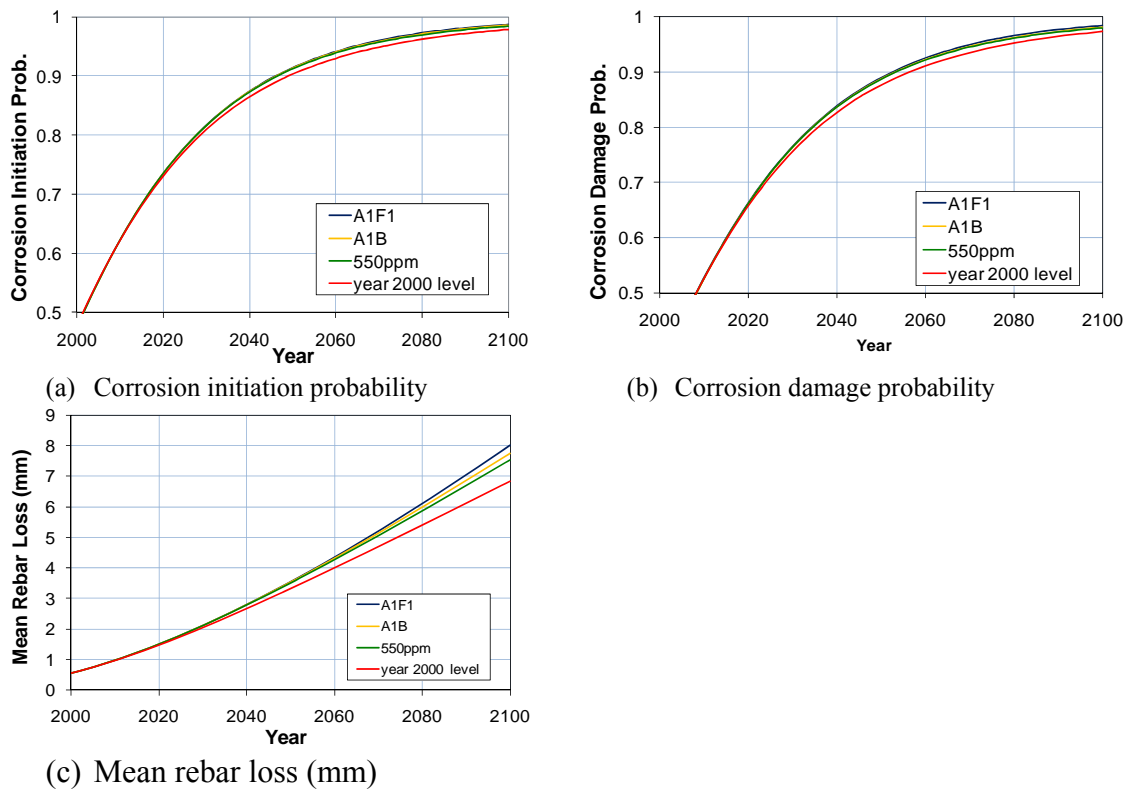 Corrosion Initiation Prob.
1
0.9
0.8
0.7
0.6
0.5
2000 2020 2040 2060 2080 2100
Year
A1F1
A1B
550ppm
year 2000 level
(a) Corrosion initiation probability
Corrosion Damage Prob.
1
0.9
0.8
0.7
0.6
0.5
2000 2020 2040 2060 2080 2100
Year
A1F1
A1B
550ppm
year 2000 level
(b) Corrosion damage probability
Mean Rebar Loss (mm)
9
8
7
6
5
4
3
2
1
0
2000 2020 2040 2060 2080 2100
Year
A1F1
A1B
550ppm
year 2000 level
(c) Mean rebar loss (mm)